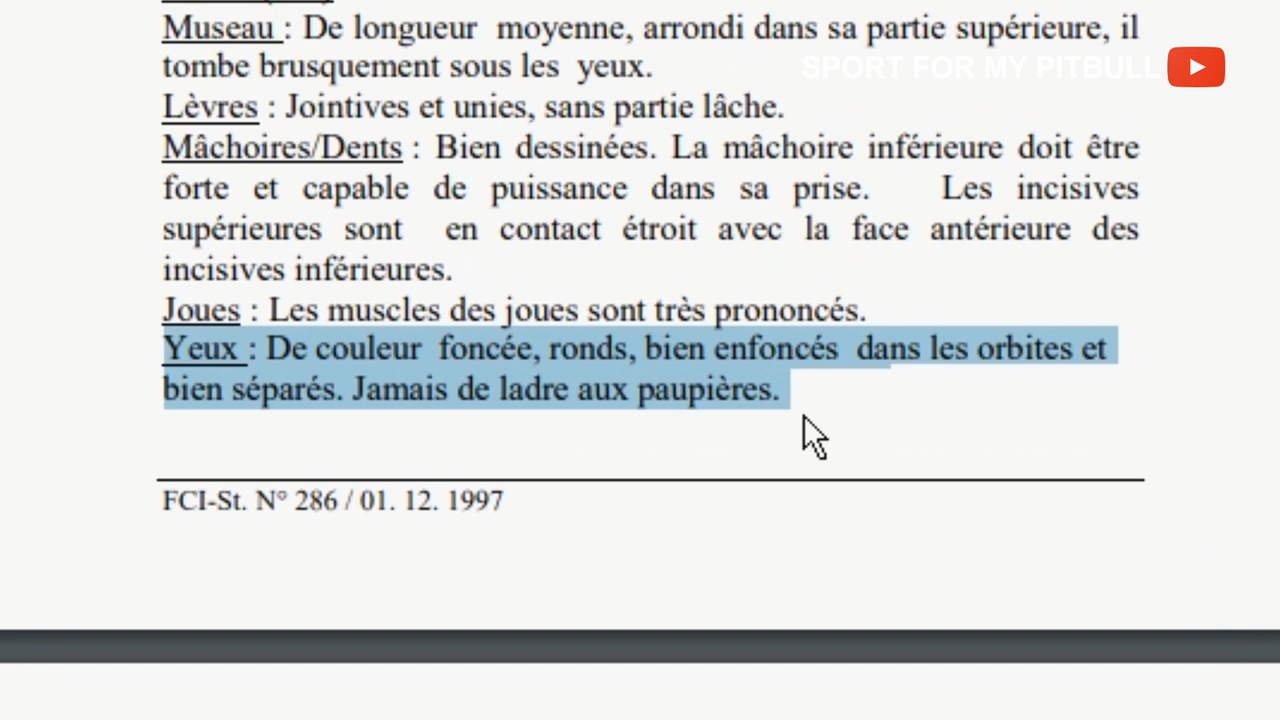 Museau : De longueur moyenne, arrondi dans sa partie supérieure, il
SPORT FOR MY PITBULL
tombe brusquement sous les yeux.
Lèvres : Jointives et unies, sans partie lâche.
Mâchoires/Dents : Bien dessinées. La mâchoire inférieure doit être
forte et capable de puissance dans sa prise. Les incisives
supérieures sont en contact étroit avec la face antérieure des
incisives inférieures.
Joues : Les muscles des joues sont très prononcés.
Yeux : De couleur foncée, ronds, bien enfoncés dans les orbites et
bien séparés. Jamais de ladre aux paupières.
FCI-St. N° 286 / 01. 12. 1997